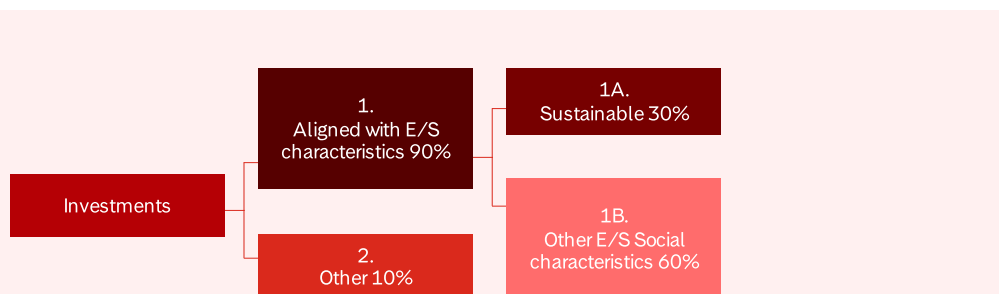 1.
Aligned with E/S
characteristics 90%
1A.
Sustainable 30%
Investments
1B.
Other E/S Social
characteristics 60%
2.
Other 10%